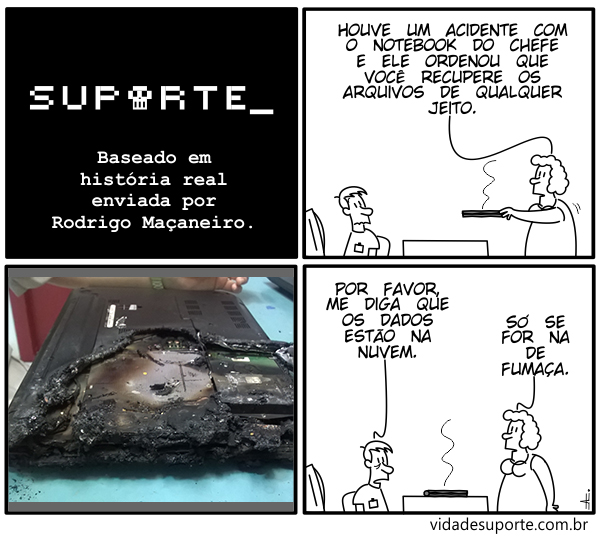 SUPORTE_
Baseado em
história real
enviada por
Rodrigo Maçaneiro.
HOUVE UM ACIDENTE COM
O NOTEBOOK DO CHEFE
E ELE ORDENOU QUE
VOCÊ RECUPERE OS
ARQUIVOS DE QUALQUER
JEITO.
POR FAVOR,
ME DIGA QUE
OS DADOS
ESTÃO NA
NUVEM.
SÓ SE
FOR NA
DE
FUMAÇA.
vidadesuporte.com.br